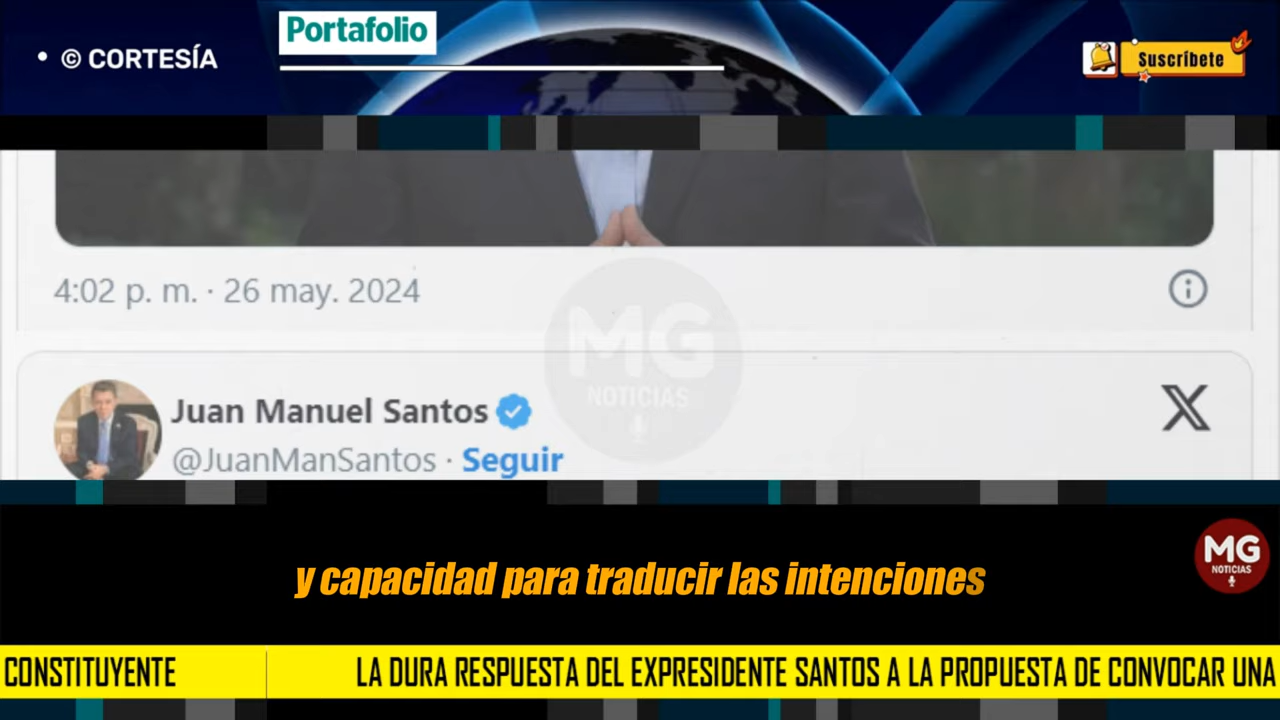 • © CORTESÍA
Portafolio
Suscríbete
4:02 p. m. · 26 may. 2024
MG
NOTICIAS
Juan Manuel Santos
@JuanManSantos · Seguir
y capacidad para traducir las intenciones
MG
NOTICIAS
CONSTITUYENTE LA DURA RESPUESTA DEL EXPRESIDENTE SANTOS A LA PROPUESTA DE CONVOCAR UNA